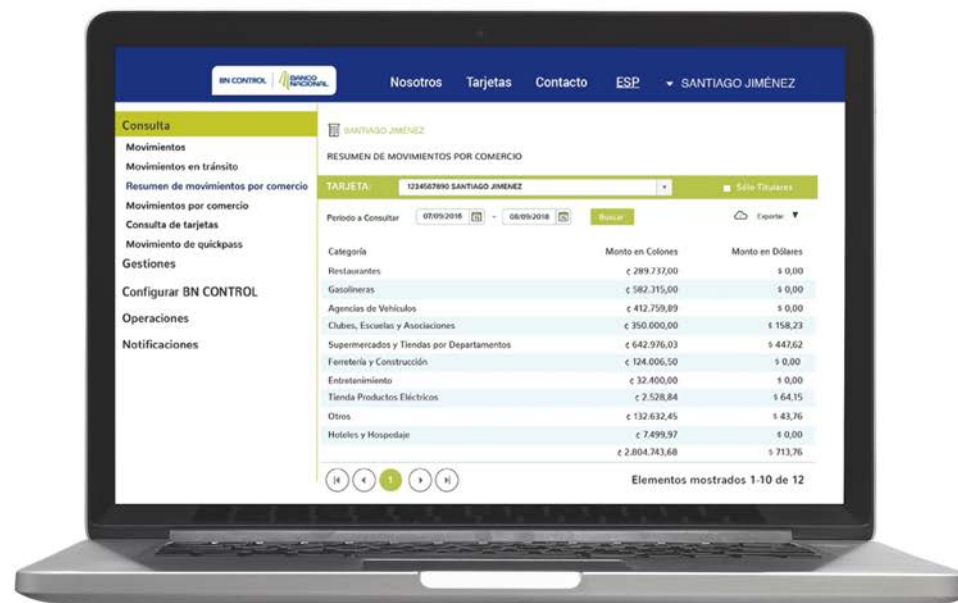 BN CONTROL BANCO NACIONAL Nosotros Tarjetas Contacto ESP SANTIAGO JIMÉNEZ
Consulta
Movimientos
Movimientos en tránsito
Resumen de movimientos por comercio
Movimientos por comercio
Consulta de tarjetas
Movimiento de quickpass
Gestiones
Configurar BN CONTROL
Operaciones
Notificaciones
SANTIAGO JIMENEZ
RESUMEN DE MOVIMIENTOS POR COMERCIO
TARJETA: 1234567890 SANTIAGO JIMENEZ Sólo Titulares
Periodo a Consultar 07/09/2018 - 08/09/2018 Buscar Exportar
Categoría Monto en Colones Monto en Dólares
Restaurantes ¢ 289.737,00 $ 0,00
Gasolineras ¢ 582.315,00 $ 0,00
Agencias de Vehículos ¢ 412.759,89 $ 0,00
Clubes, Escuelas y Asociaciones ¢ 350.000,00 $ 158,23
Supermercados y Tiendas por Departamentos ¢ 642.976,03 $ 447,62
Ferretería y Construcción ¢ 124.006,50 $ 0,00
Entretenimiento ¢ 32.400,00 $ 0,00
Tienda Productos Eléctricos ¢ 2.528,84 $ 64,15
Otros ¢ 132.632,45 $ 43,76
Hoteles y Hospedaje ¢ 7.499,97 $ 0,00
¢ 2.804.743,68 $ 713,76
1 Elementos mostrados 1-10 de 12